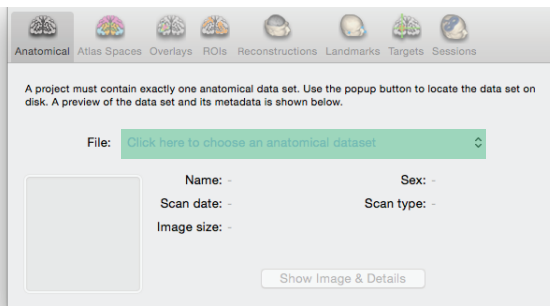 Anatomical Atlas Spaces Overlays ROIs Reconstructions Landmarks Targets Sessions
A project must contain exactly one anatomical data set. Use the popup button to locate the data set on
disk. A preview of the data set and its metadata is shown below.
File: Click here to choose an anatomical dataset
Name: - Sex: -
Scan date: - Scan type: -
Image size: -
Show Image & Details